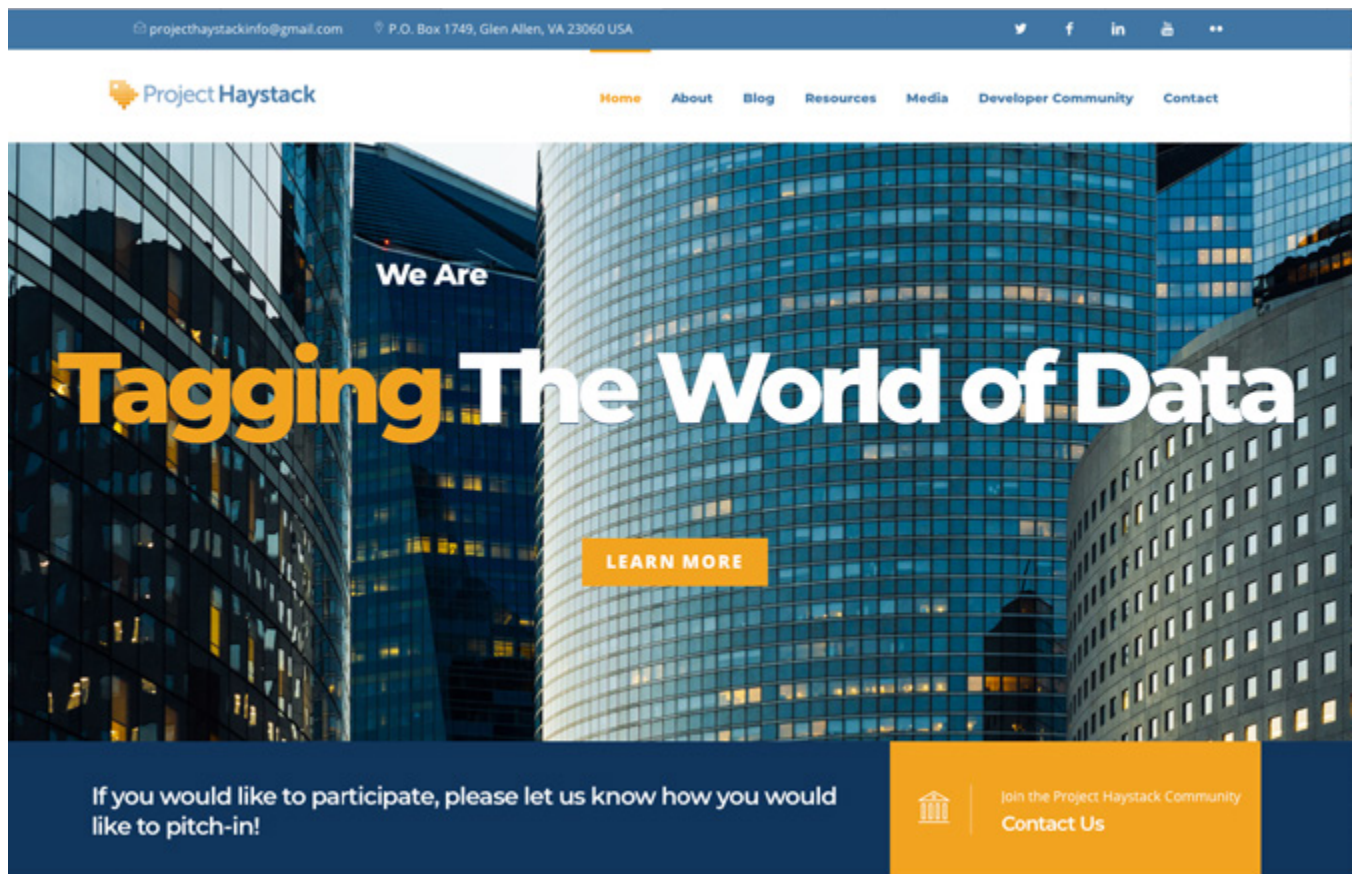 projecthaystackinfo@gmail.com P.O. Box 1749, Glen Allen, VA 23060 USA
Project Haystack
Home About Blog Resources Media Developer Community Contact
We Are
Tagging The World of Data
LEARN MORE
If you would like to participate, please let us know how you would
like to pitch-in!
Join the Project Haystack Community
Contact Us